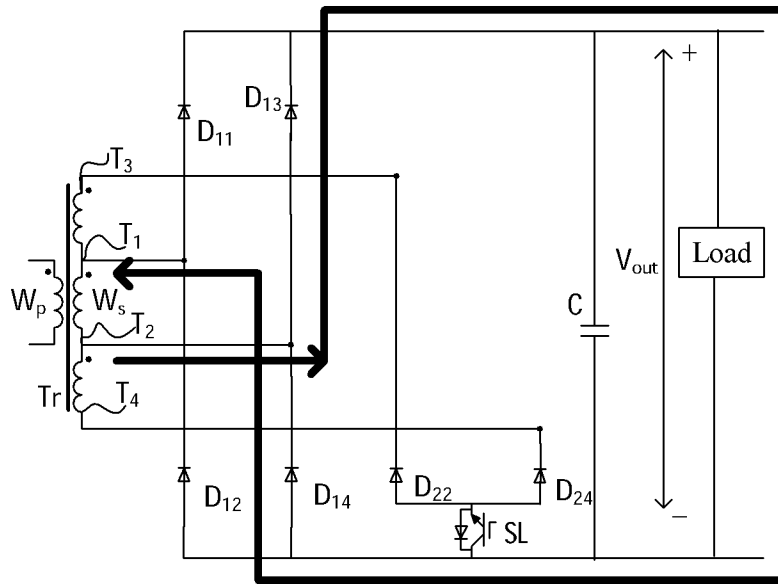 D13
+
D11
T3
T1
Vout
Load
Wp
Ws
T2
C
Tr
T4
D12
D14
D22
D24
SL
−